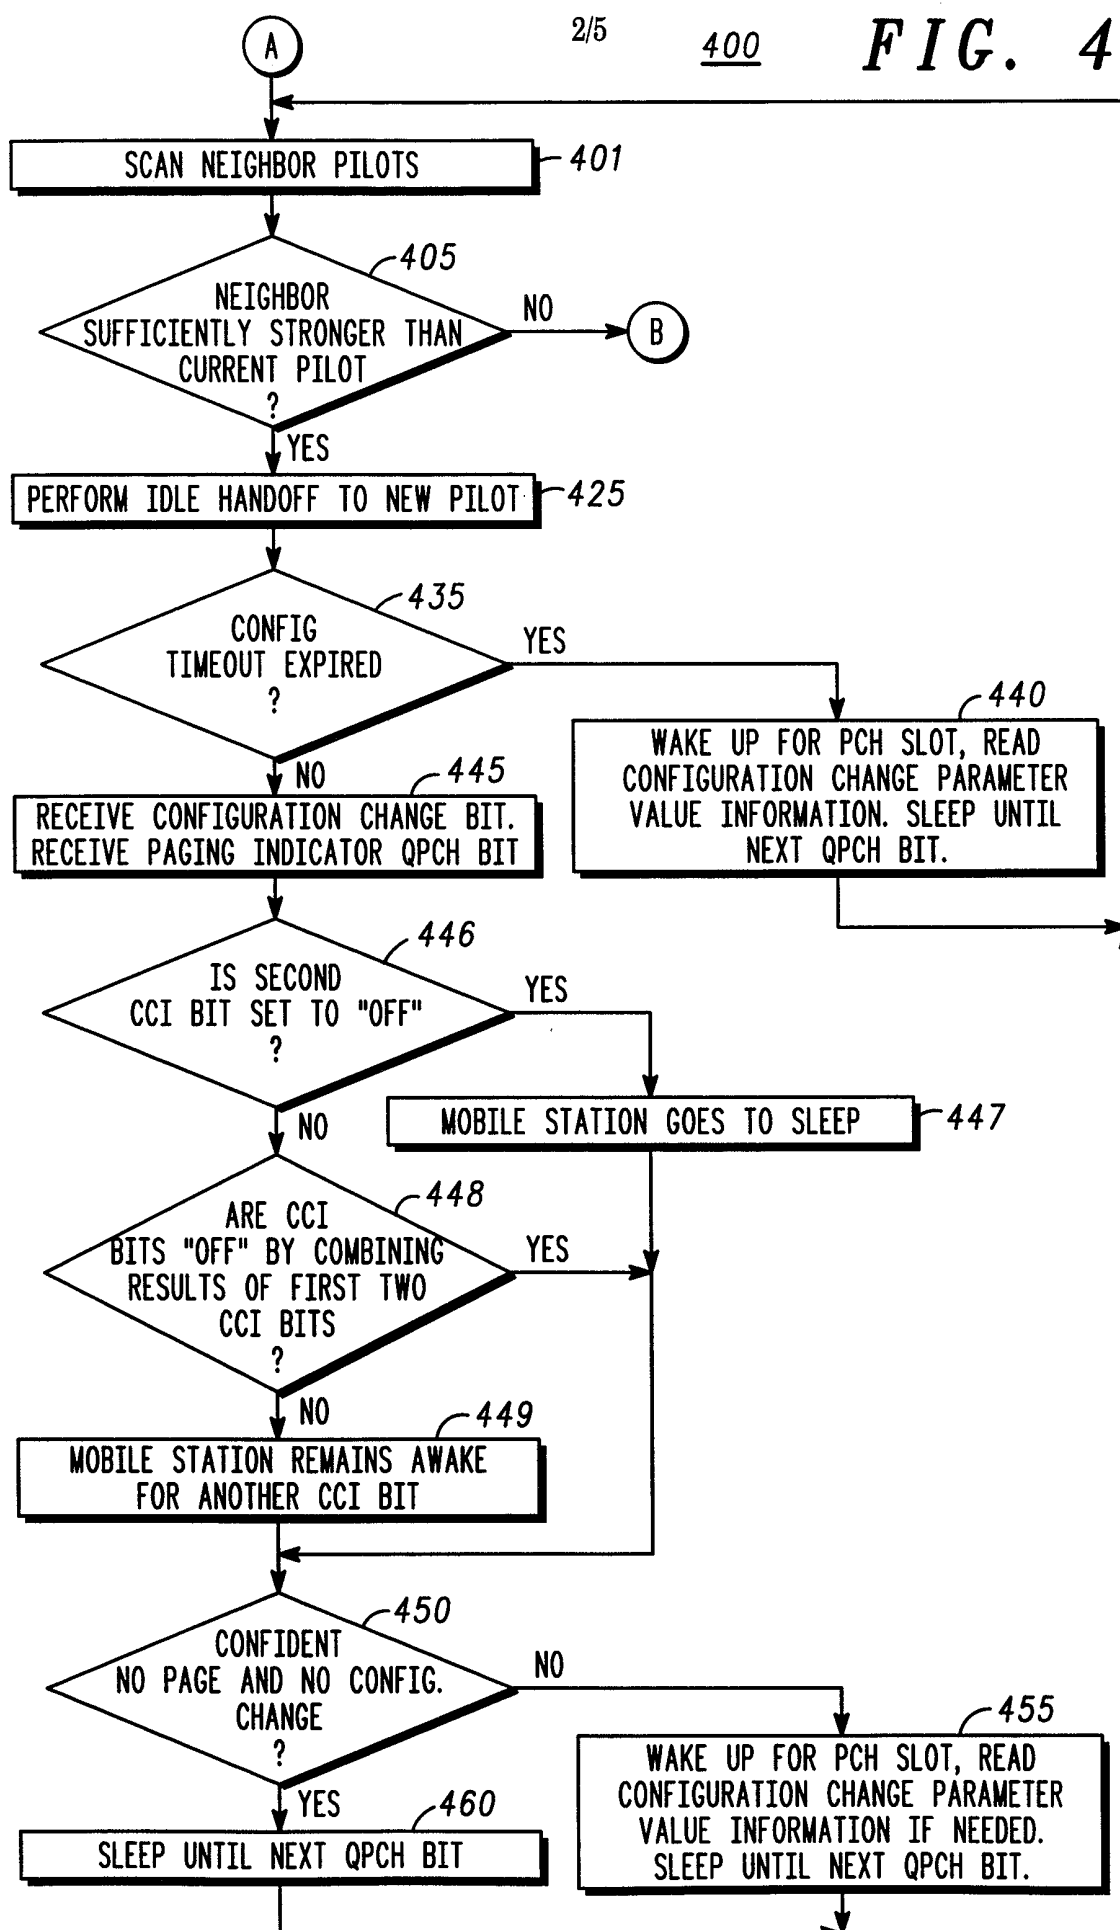 A
2/5
400
FIG. 4
SCAN NEIGHBOR PILOTS
401
405
NEIGHBOR
SUFFICIENTLY STRONGER THAN
CURRENT PILOT
?
NO
B
YES
PERFORM IDLE HANDOFF TO NEW PILOT
425
435
CONFIG
TIMEOUT EXPIRED
?
YES
440
WAKE UP FOR PCH SLOT, READ
CONFIGURATION CHANGE PARAMETER
VALUE INFORMATION. SLEEP UNTIL
NEXT QPCH BIT.
NO
445
RECEIVE CONFIGURATION CHANGE BIT.
RECEIVE PAGING INDICATOR QPCH BIT
446
IS SECOND
CCI BIT SET TO "OFF"
?
YES
MOBILE STATION GOES TO SLEEP
447
NO
448
ARE CCI
BITS "OFF" BY COMBINING
RESULTS OF FIRST TWO
CCI BITS
?
YES
NO
449
MOBILE STATION REMAINS AWAKE
FOR ANOTHER CCI BIT
450
CONFIDENT
NO PAGE AND NO CONFIG.
CHANGE
?
NO
455
WAKE UP FOR PCH SLOT, READ
CONFIGURATION CHANGE PARAMETER
VALUE INFORMATION IF NEEDED.
SLEEP UNTIL NEXT QPCH BIT.
YES
460
SLEEP UNTIL NEXT QPCH BIT